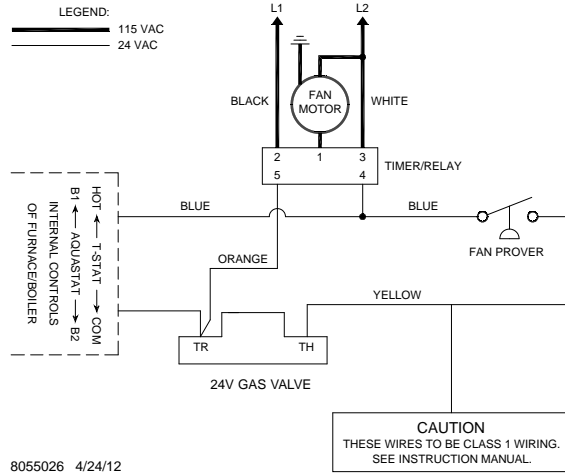 LEGEND:
115 VAC
24 VAC
L1
L2
BLACK
FAN
MOTOR
WHITE
2 1 3
5 4
TIMER/RELAY
BLUE
BLUE
FAN PROVER
HOT ← T-STAT → COM
B1 ← AQUASTAT → B2
INTERNAL CONTROLS
OF FURNACE/BOILER
ORANGE
YELLOW
TR
TH
24V GAS VALVE
CAUTION
THESE WIRES TO BE CLASS 1 WIRING.
SEE INSTRUCTION MANUAL.
8055026 4/24/12